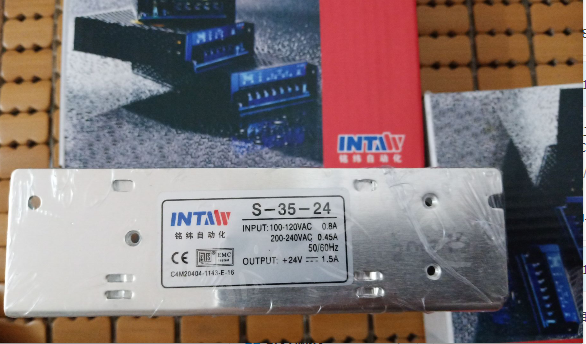 INTAW
铭纬自动化
INTAW
铭纬自动化
S-35-24
INPUT:100-120VAC 0.8A
200-240VAC 0.45A
50/60Hz
OUTPUT: +24V ⎓ 1.5A
CE EMC
C4M20404-1143-E-16